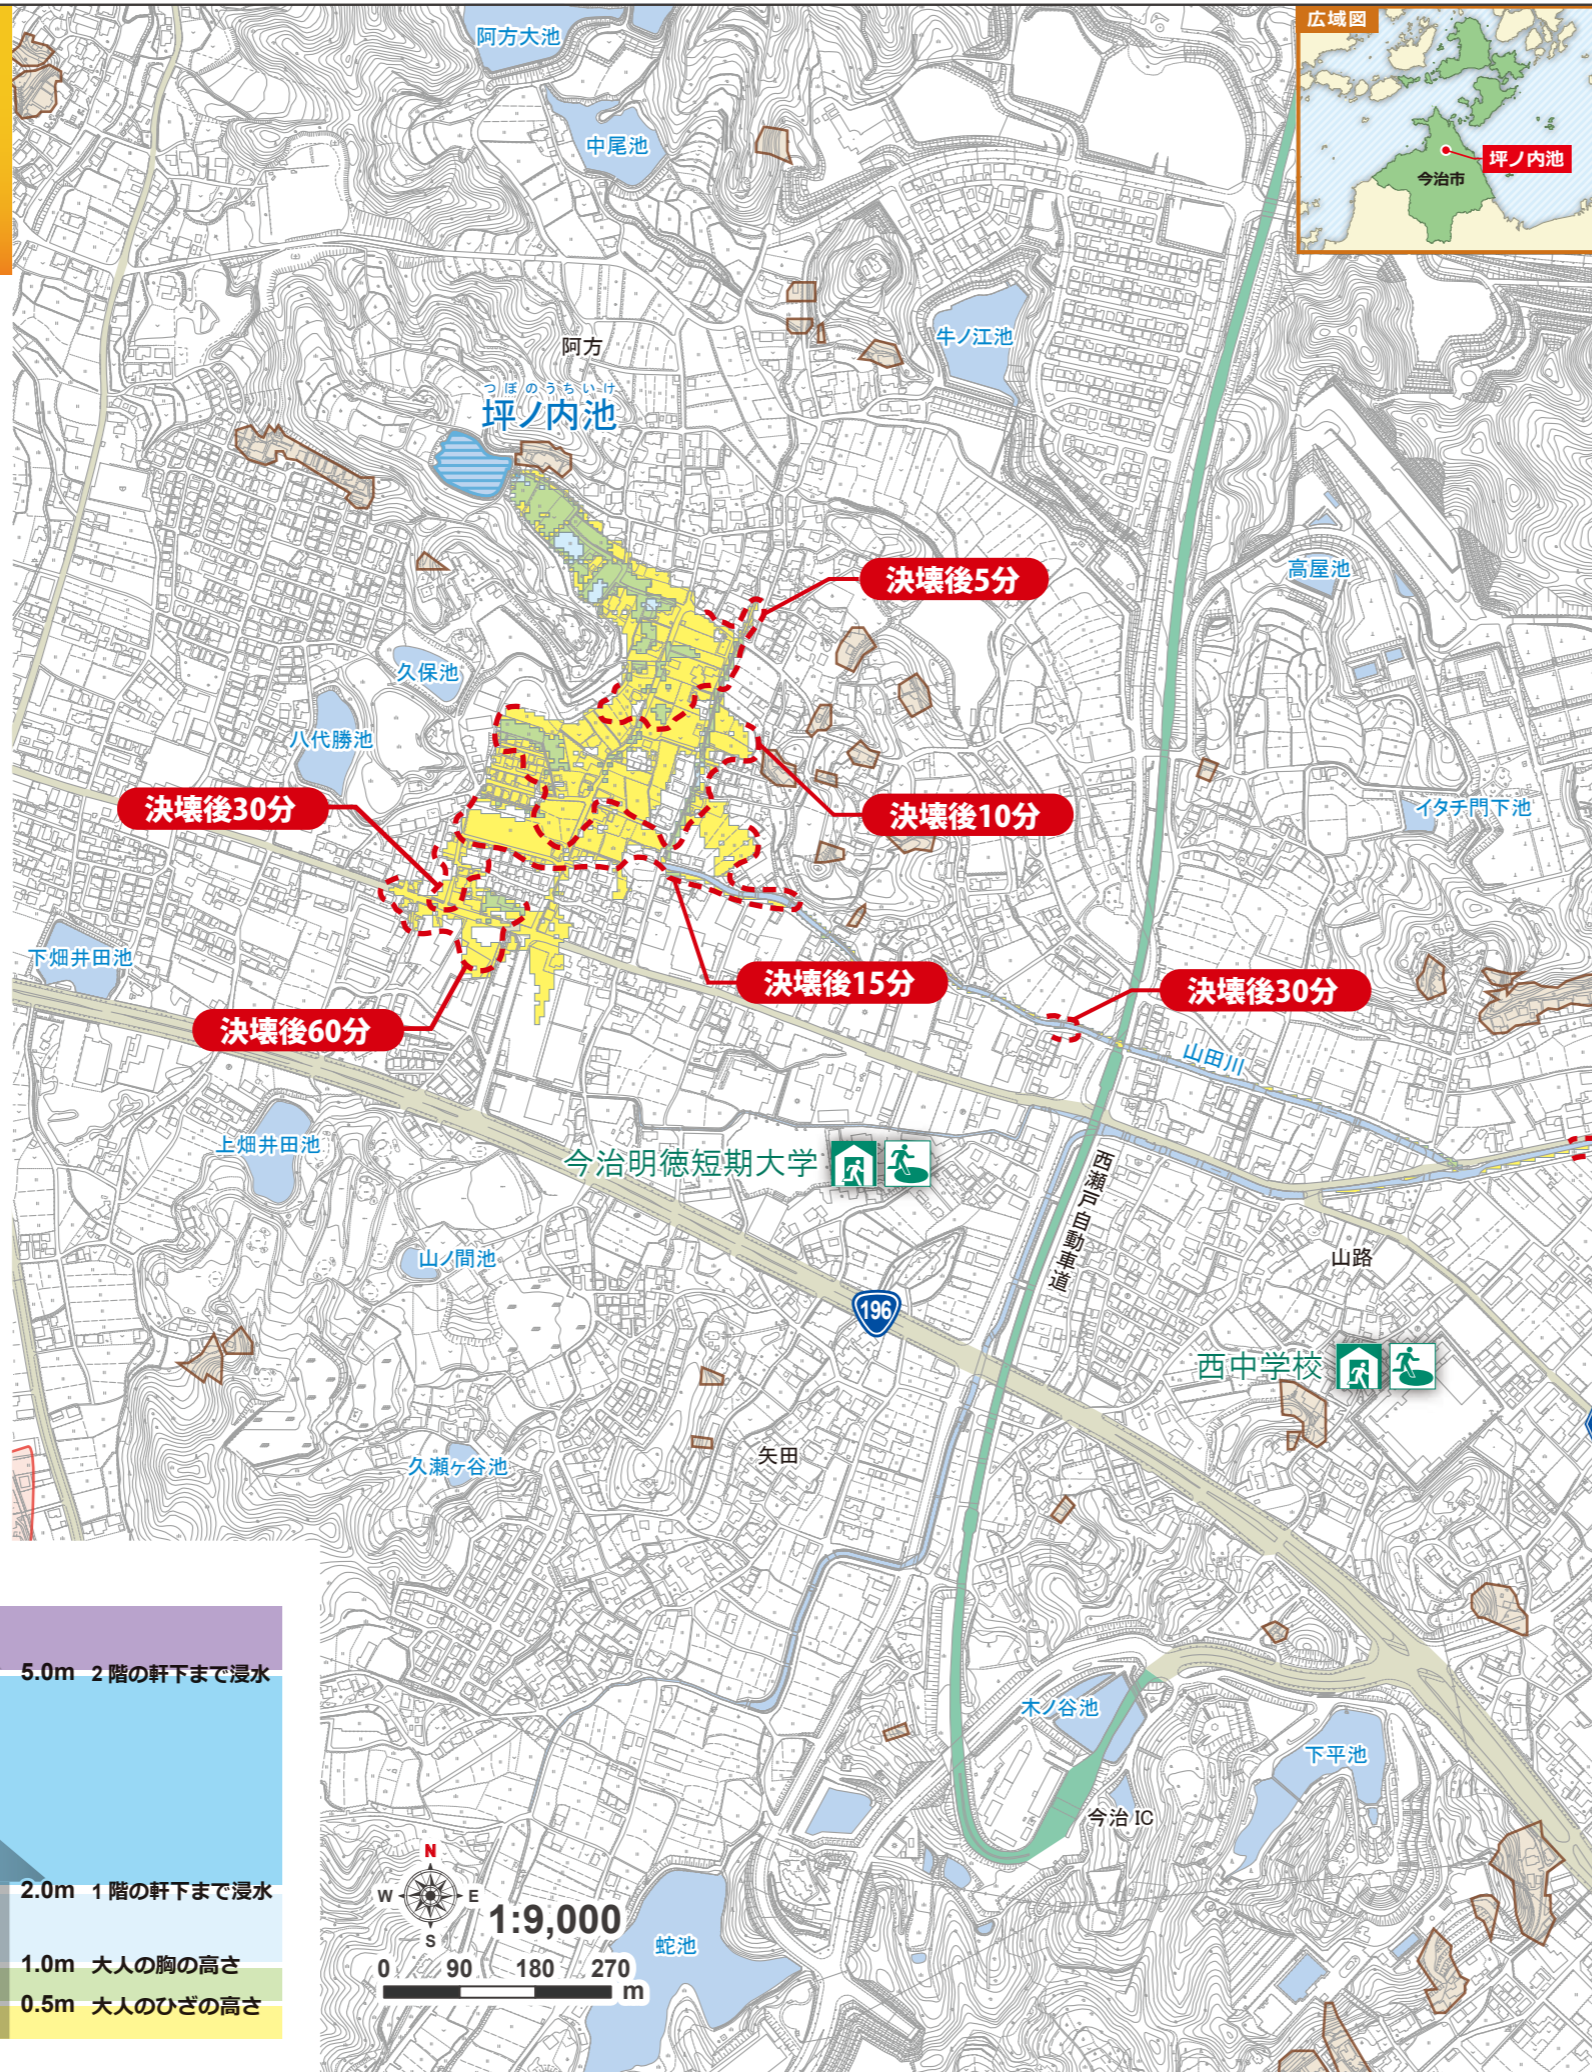 広域図
坪ノ内池
今治市
阿方大池
中尾池
牛ノ江池
阿方
つぼのうちいけ
坪ノ内池
決壊後5分
高屋池
久保池
八代勝池
決壊後30分
決壊後10分
イタチ門下池
下畑井田池
決壊後15分
決壊後30分
決壊後60分
山田川
上畑井田池
今治明徳短期大学
西瀬戸自動車道
山ノ間池
山路
196
西中学校
矢田
久瀬ヶ谷池
5.0m 2階の軒下まで浸水
木ノ谷池
下平池
今治 IC
2.0m 1階の軒下まで浸水
1.0m 大人の胸の高さ
0.5m 大人のひざの高さ
N
W E
S
1:9,000
0 90 180 270
m
蛇池